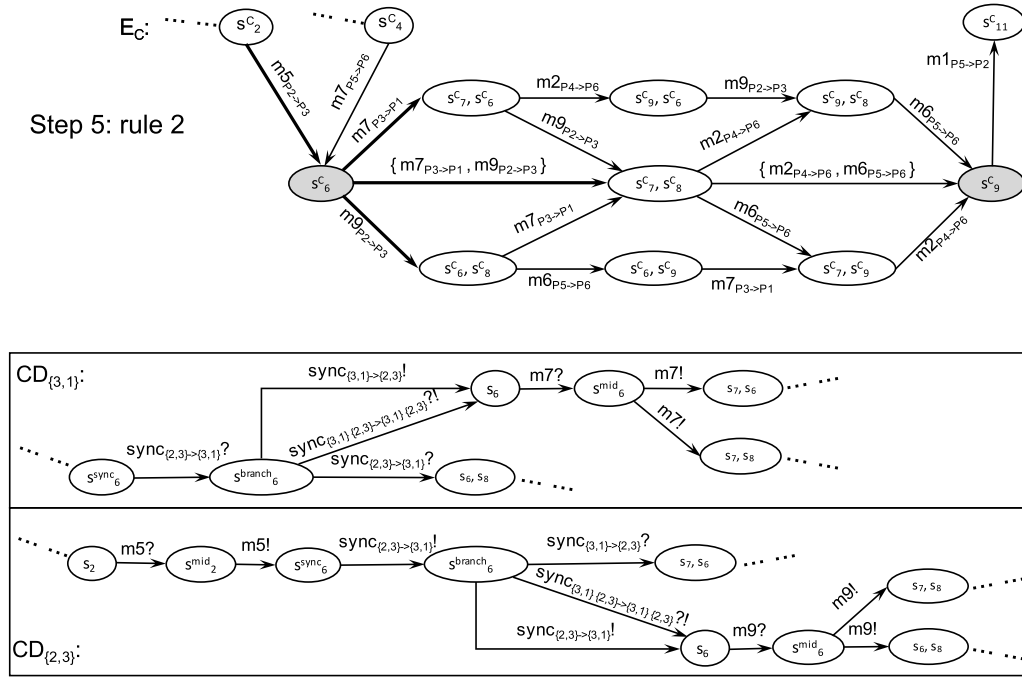 E_C:
s^C_2
s^C_4
s^C_11
m5_P2->P3
m7_P5->P6
m1_P5->P2
Step 5: rule 2
m7_P3->P1
s^C_7, s^C_6
m2_P4->P6
s^C_9, s^C_6
m9_P2->P3
s^C_9, s^C_8
m6_P5->P6
m9_P2->P3
m2_P4->P6
s^C_6
{ m7_P3->P1 , m9_P2->P3 }
s^C_7, s^C_8
{ m2_P4->P6 , m6_P5->P6 }
s^C_9
m9_P2->P3
m7_P3->P1
m6_P5->P6
m2_P4->P6
s^C_6, s^C_8
m6_P5->P6
s^C_6, s^C_9
m7_P3->P1
s^C_7, s^C_9
CD_{3,1}:
sync_{3,1}->{2,3}!
s_6
m7?
s^mid_6
m7!
s_7, s_6
sync_{3,1} {2,3}->{3,1} {2,3}?!
m7!
s_7, s_8
s^sync_6
sync_{2,3}->{3,1}?
s^branch_6
sync_{2,3}->{3,1}?
s_6, s_8
s_2
m5?
s^mid_2
m5!
s^sync_6
sync_{2,3}->{3,1}!
s^branch_6
sync_{3,1}->{2,3}?
s_7, s_6
sync_{3,1} {2,3}->{3,1} {2,3}?!
m9!
s_7, s_8
sync_{2,3}->{3,1}!
s_6
m9?
s^mid_6
m9!
s_6, s_8
CD_{2,3}: